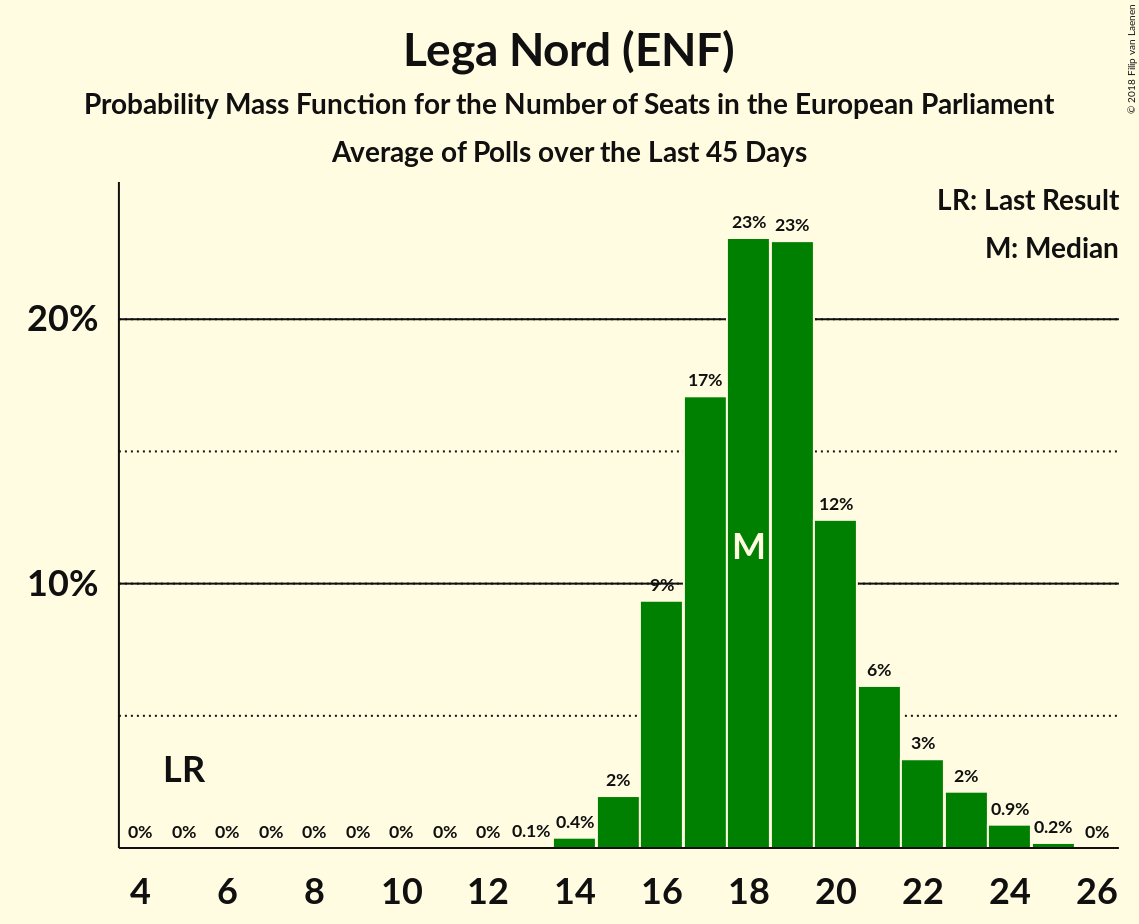 Lega Nord (ENF)
Probability Mass Function for the Number of Seats in the European Parliament
Average of Polls over the Last 45 Days
© 2018 Filip van Laenen
LR: Last Result
M: Median
20%
10%
0% 0% 0% 0% 0% 0% 0% 0% 0% 0.1% 0.4% 2% 9% 17% 23% 23% 12% 6% 3% 2% 0.9% 0.2% 0%
LR
M
4 6 8 10 12 14 16 18 20 22 24 26